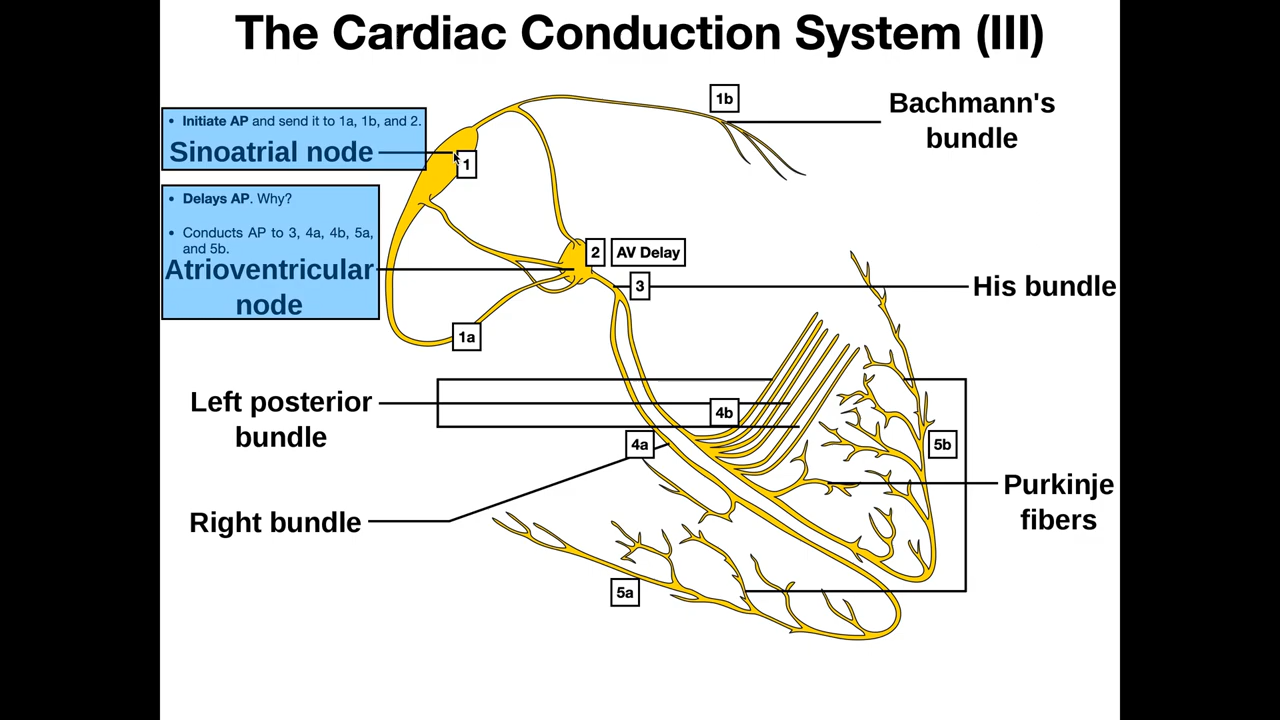 The Cardiac Conduction System (III)
• Initiate AP and send it to 1a, 1b, and 2.
Sinoatrial node
1
1b
Bachmann's
bundle
• Delays AP. Why?
• Conducts AP to 3, 4a, 4b, 5a,
and 5b.
Atrioventricular
node
2
AV Delay
3
His bundle
1a
Left posterior
bundle
4b
4a
5b
Right bundle
Purkinje
fibers
5a